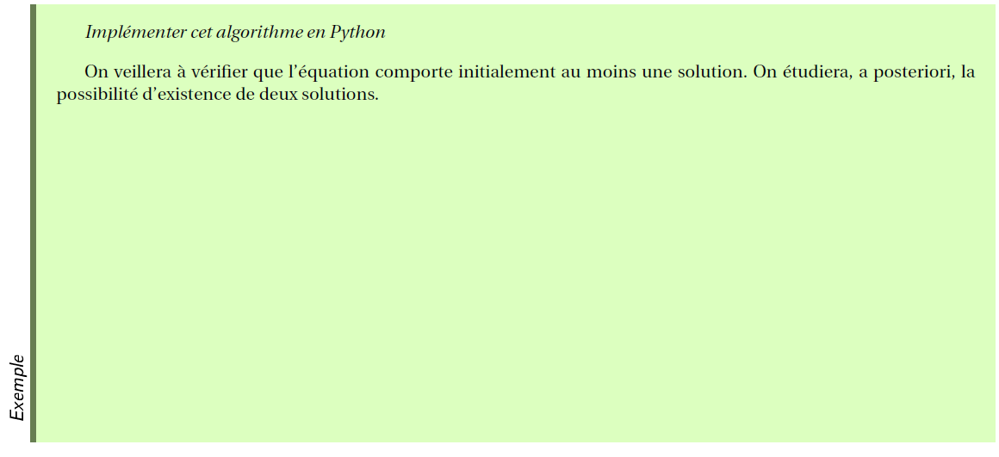 Implémenter cet algorithme en Python
On veillera à vérifier que l'équation comporte initialement au moins une solution. On étudiera, a posteriori, la
possibilité d'existence de deux solutions.
Exemple